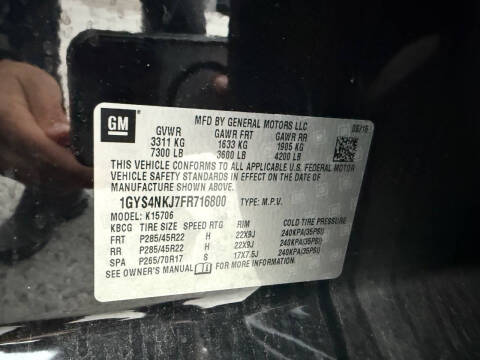 GM
MFD BY GENERAL MOTORS LLC
GVWR GAWR FRT GAWR RR
3311 KG 1633 KG 1905 KG
7300 LB 3600 LB 4200 LB
THIS VEHICLE CONFORMS TO ALL APPLICABLE U.S. FEDERAL MOTOR
VEHICLE SAFETY STANDARDS IN EFFECT ON THE DATE OF
MANUFACTURE SHOWN ABOVE.
1GYS4NKJ7FR716800 TYPE: M.P.V.
MODEL: K15706
KBCG TIRE SIZE SPEED RTG RIM COLD TIRE PRESSURE
FRT P285/45R22 H 22X9J 240KPA(35PSI)
RR P285/45R22 H 22X9J 240KPA(35PSI)
SPA P265/70R17 S 17X7.5J 240KPA(35PSI)
SEE OWNER'S MANUAL FOR MORE INFORMATION.